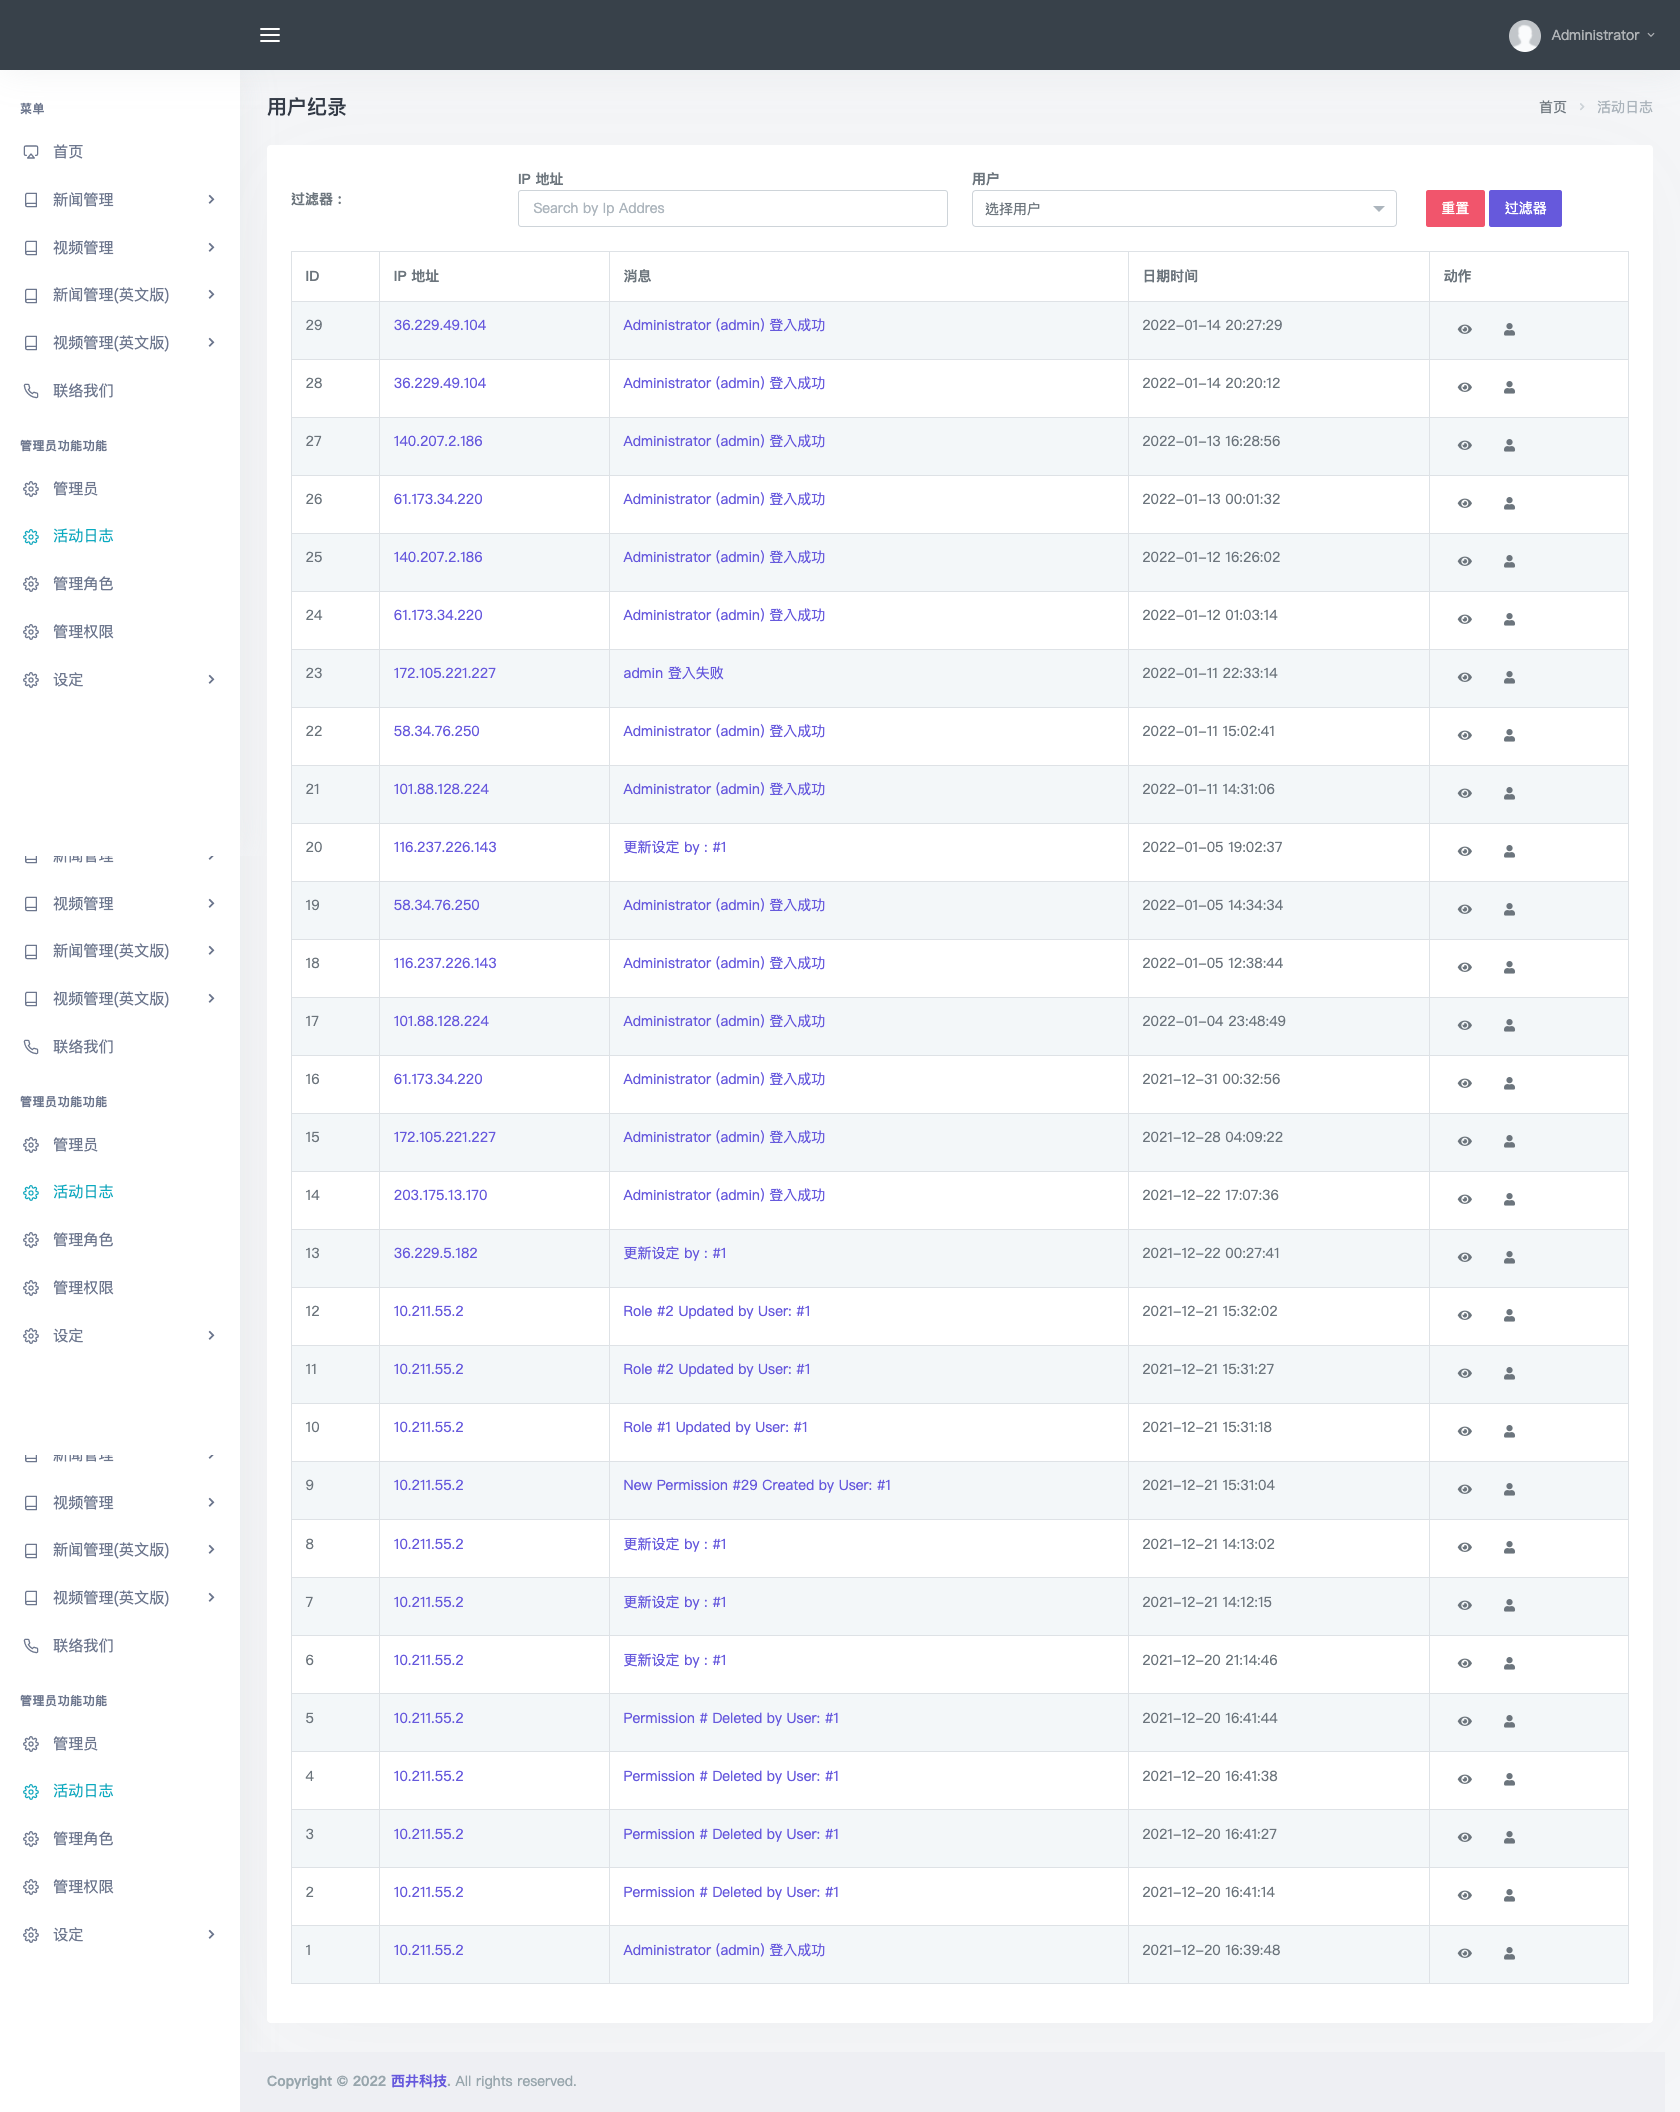 Administrator
菜单
首页
新闻管理
视频管理
新闻管理(英文版)
视频管理(英文版)
联络我们
管理员功能功能
管理员
活动日志
管理角色
管理权限
设定
新闻管理
视频管理
新闻管理(英文版)
视频管理(英文版)
联络我们
管理员功能功能
管理员
活动日志
管理角色
管理权限
设定
新闻管理
视频管理
新闻管理(英文版)
视频管理(英文版)
联络我们
管理员功能功能
管理员
活动日志
管理角色
管理权限
设定
用户纪录
首页 > 活动日志
过滤器 :
IP 地址
Search by Ip Addres
用户
选择用户
重置 过滤器
ID IP 地址 消息 日期时间 动作
29 36.229.49.104 Administrator (admin) 登入成功 2022-01-14 20:27:29
28 36.229.49.104 Administrator (admin) 登入成功 2022-01-14 20:20:12
27 140.207.2.186 Administrator (admin) 登入成功 2022-01-13 16:28:56
26 61.173.34.220 Administrator (admin) 登入成功 2022-01-13 00:01:32
25 140.207.2.186 Administrator (admin) 登入成功 2022-01-12 16:26:02
24 61.173.34.220 Administrator (admin) 登入成功 2022-01-12 01:03:14
23 172.105.221.227 admin 登入失败 2022-01-11 22:33:14
22 58.34.76.250 Administrator (admin) 登入成功 2022-01-11 15:02:41
21 101.88.128.224 Administrator (admin) 登入成功 2022-01-11 14:31:06
20 116.237.226.143 更新设定 by : #1 2022-01-05 19:02:37
19 58.34.76.250 Administrator (admin) 登入成功 2022-01-05 14:34:34
18 116.237.226.143 Administrator (admin) 登入成功 2022-01-05 12:38:44
17 101.88.128.224 Administrator (admin) 登入成功 2022-01-04 23:48:49
16 61.173.34.220 Administrator (admin) 登入成功 2021-12-31 00:32:56
15 172.105.221.227 Administrator (admin) 登入成功 2021-12-28 04:09:22
14 203.175.13.170 Administrator (admin) 登入成功 2021-12-22 17:07:36
13 36.229.5.182 更新设定 by : #1 2021-12-22 00:27:41
12 10.211.55.2 Role #2 Updated by User: #1 2021-12-21 15:32:02
11 10.211.55.2 Role #2 Updated by User: #1 2021-12-21 15:31:27
10 10.211.55.2 Role #1 Updated by User: #1 2021-12-21 15:31:18
9 10.211.55.2 New Permission #29 Created by User: #1 2021-12-21 15:31:04
8 10.211.55.2 更新设定 by : #1 2021-12-21 14:13:02
7 10.211.55.2 更新设定 by : #1 2021-12-21 14:12:15
6 10.211.55.2 更新设定 by : #1 2021-12-20 21:14:46
5 10.211.55.2 Permission # Deleted by User: #1 2021-12-20 16:41:44
4 10.211.55.2 Permission # Deleted by User: #1 2021-12-20 16:41:38
3 10.211.55.2 Permission # Deleted by User: #1 2021-12-20 16:41:27
2 10.211.55.2 Permission # Deleted by User: #1 2021-12-20 16:41:14
1 10.211.55.2 Administrator (admin) 登入成功 2021-12-20 16:39:48
Copyright © 2022 西井科技. All rights reserved.